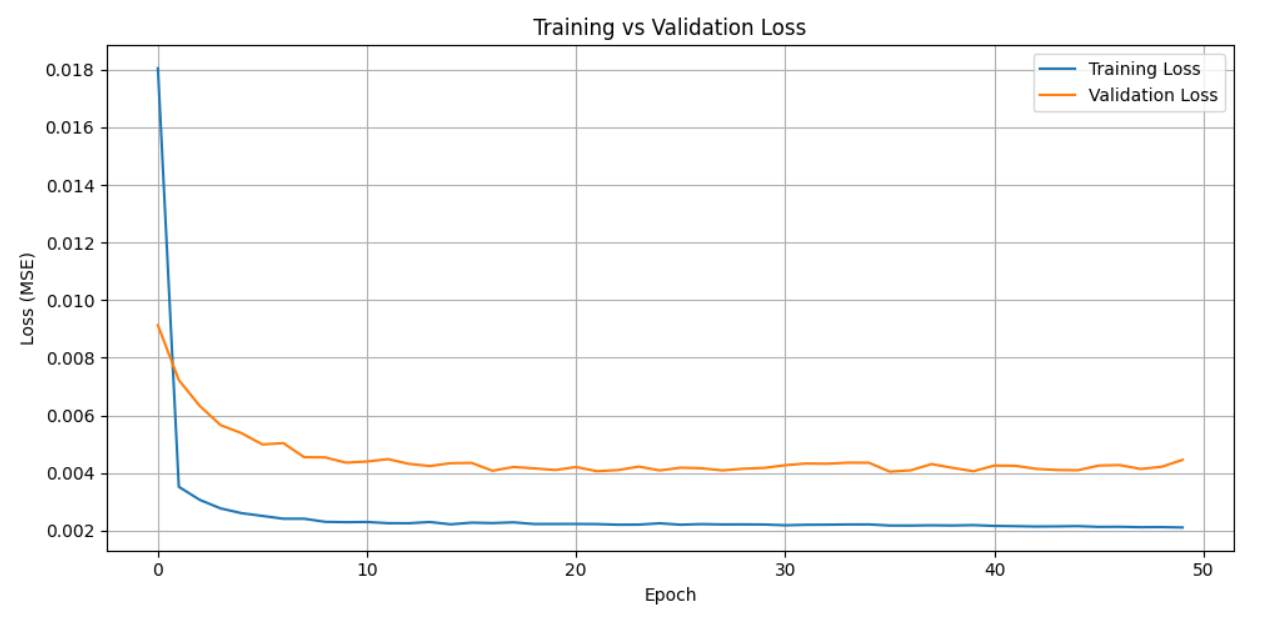 Training vs Validation Loss
Training Loss
Validation Loss
0.018
0.016
0.014
0.012
0.010
0.008
0.006
0.004
0.002
Loss (MSE)
0 10 20 30 40 50
Epoch